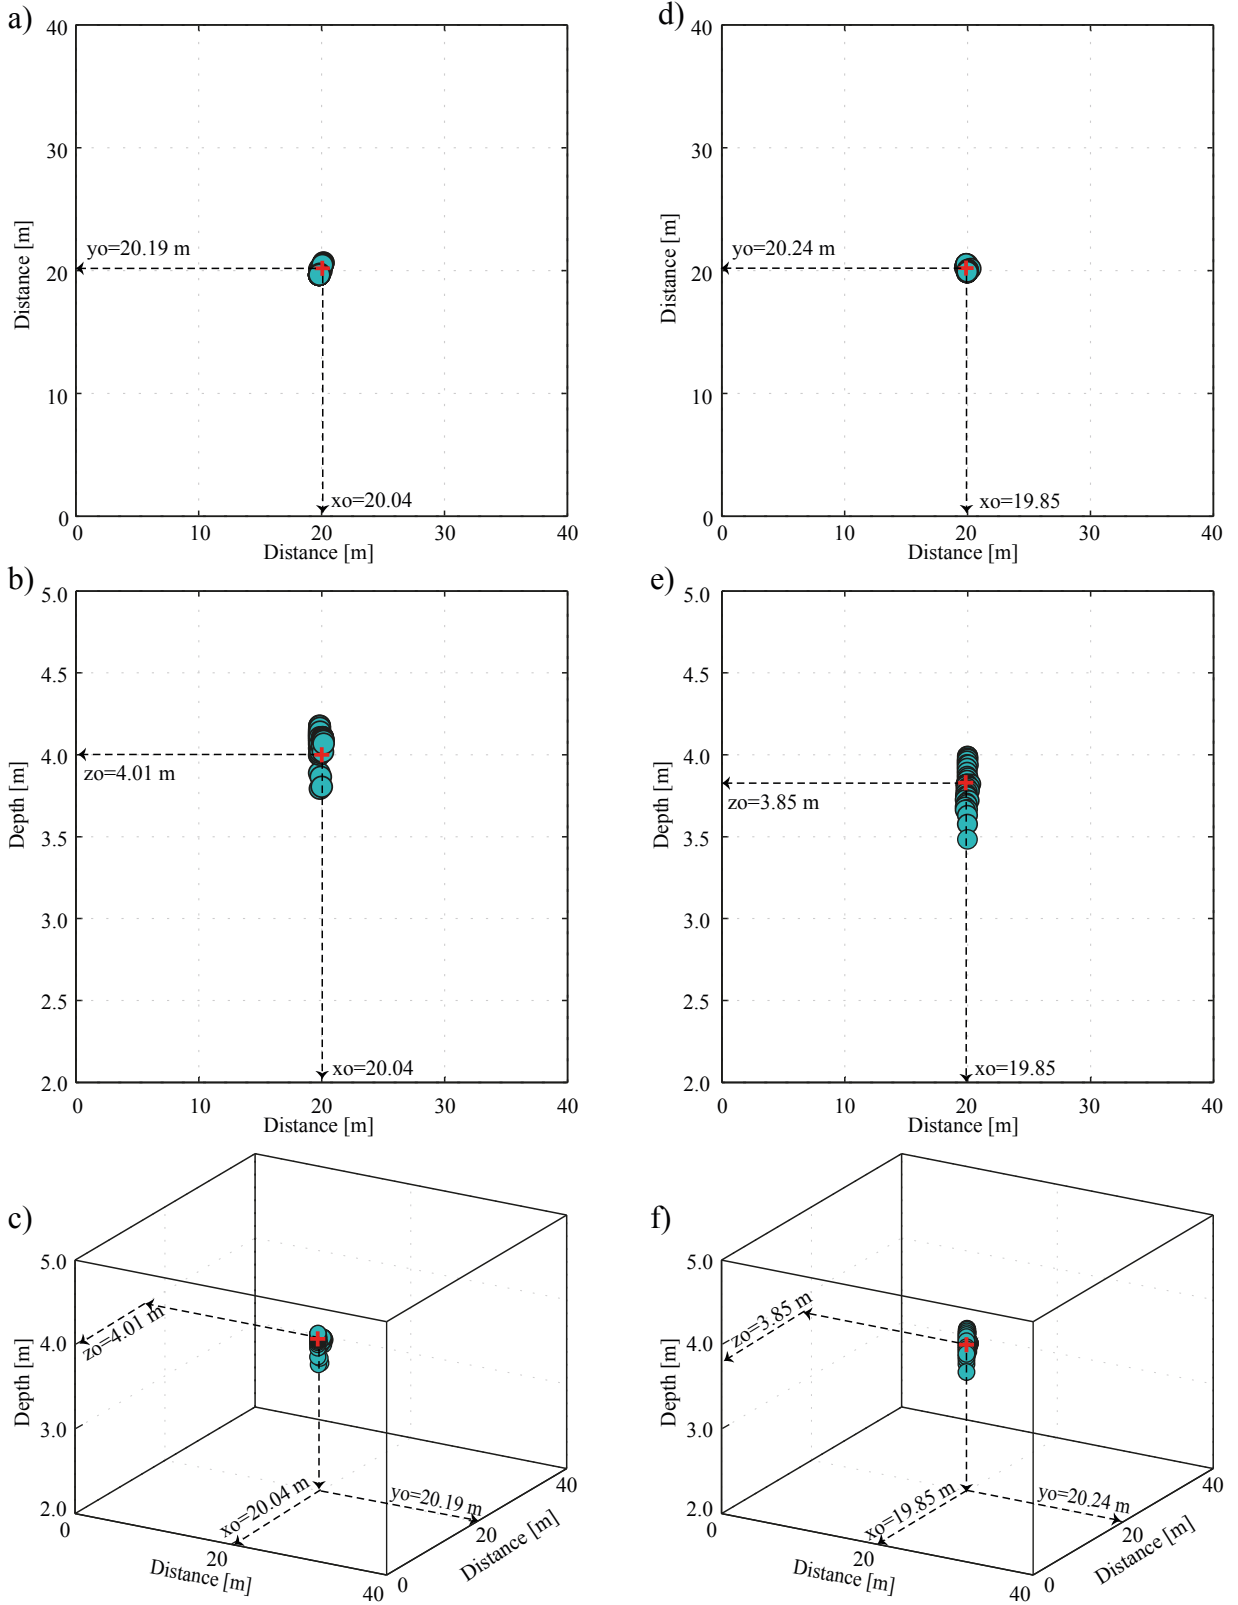 a)
40
30
20
10
0
Distance [m]
yo=20.19 m
xo=20.04
0
10
20
30
40
Distance [m]
d)
40
30
20
10
0
Distance [m]
yo=20.24 m
xo=19.85
0
10
20
30
40
Distance [m]
b)
5.0
4.5
4.0
3.5
3.0
2.5
2.0
Depth [m]
zo=4.01 m
xo=20.04
0
10
20
30
40
Distance [m]
e)
5.0
4.5
4.0
3.5
3.0
2.5
2.0
Depth [m]
zo=3.85 m
xo=19.85
0
10
20
30
40
Distance [m]
c)
5.0
4.0
3.0
2.0
Depth [m]
zo=4.01 m
xo=20.04 m
yo=20.19 m
0
20
40
Distance [m]
0
20
40
Distance [m]
f)
5.0
4.0
3.0
2.0
Depth [m]
zo=3.85 m
xo=19.85 m
yo=20.24 m
0
20
40
Distance [m]
0
20
40
Distance [m]